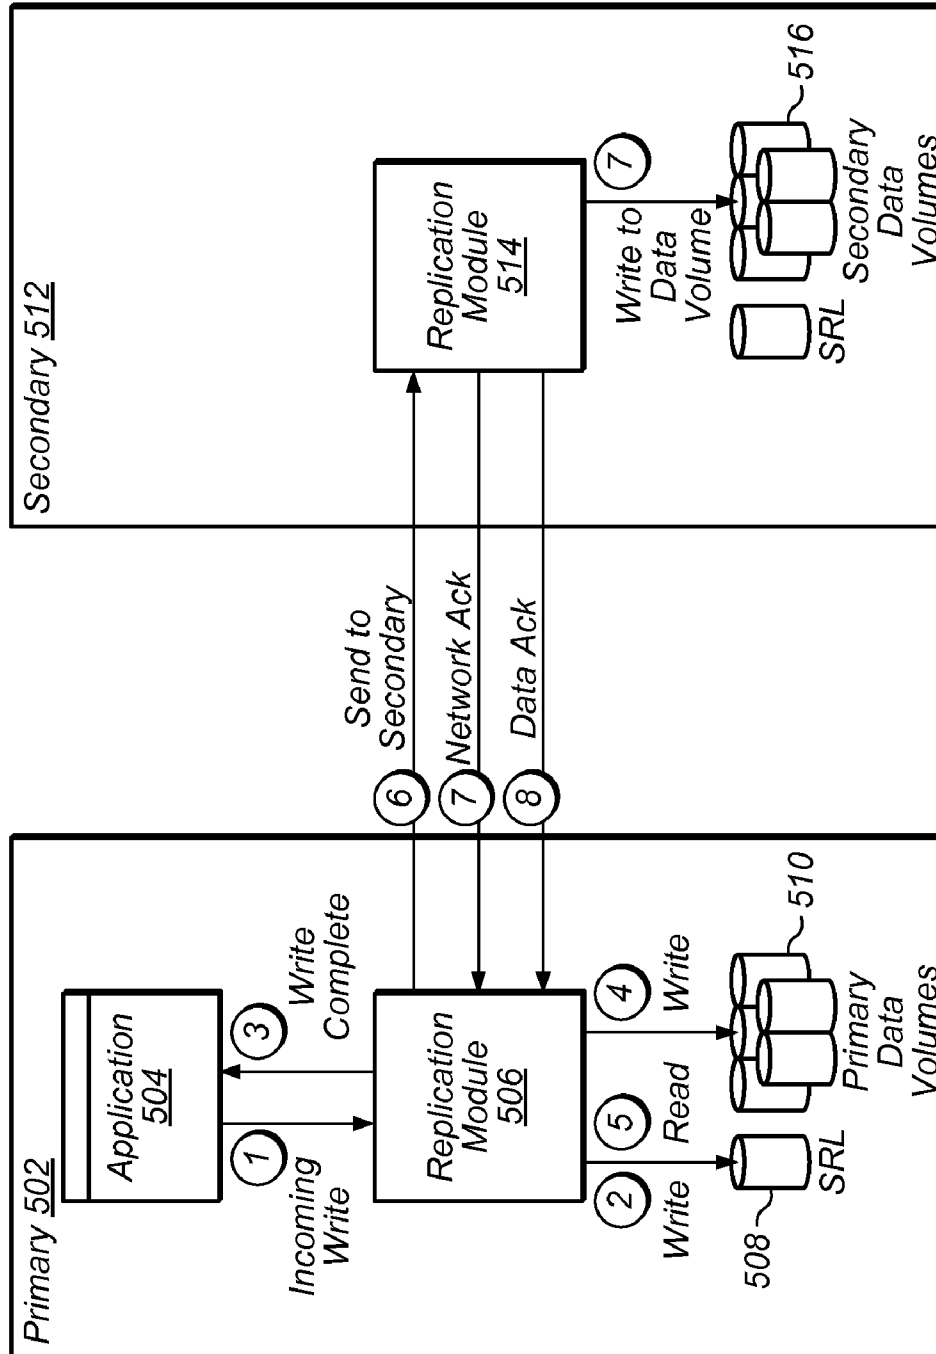 Primary 502
Application
504
1
Incoming
Write
3
Write
Complete
Replication
Module
506
2
Write
5
Read
4
Write
508
SRL
510
Primary
Data
Volumes
6
Send to
Secondary
7
Network Ack
8
Data Ack
Secondary 512
Replication
Module
514
Write to
Data
Volume
7
SRL
516
Secondary
Data
Volumes